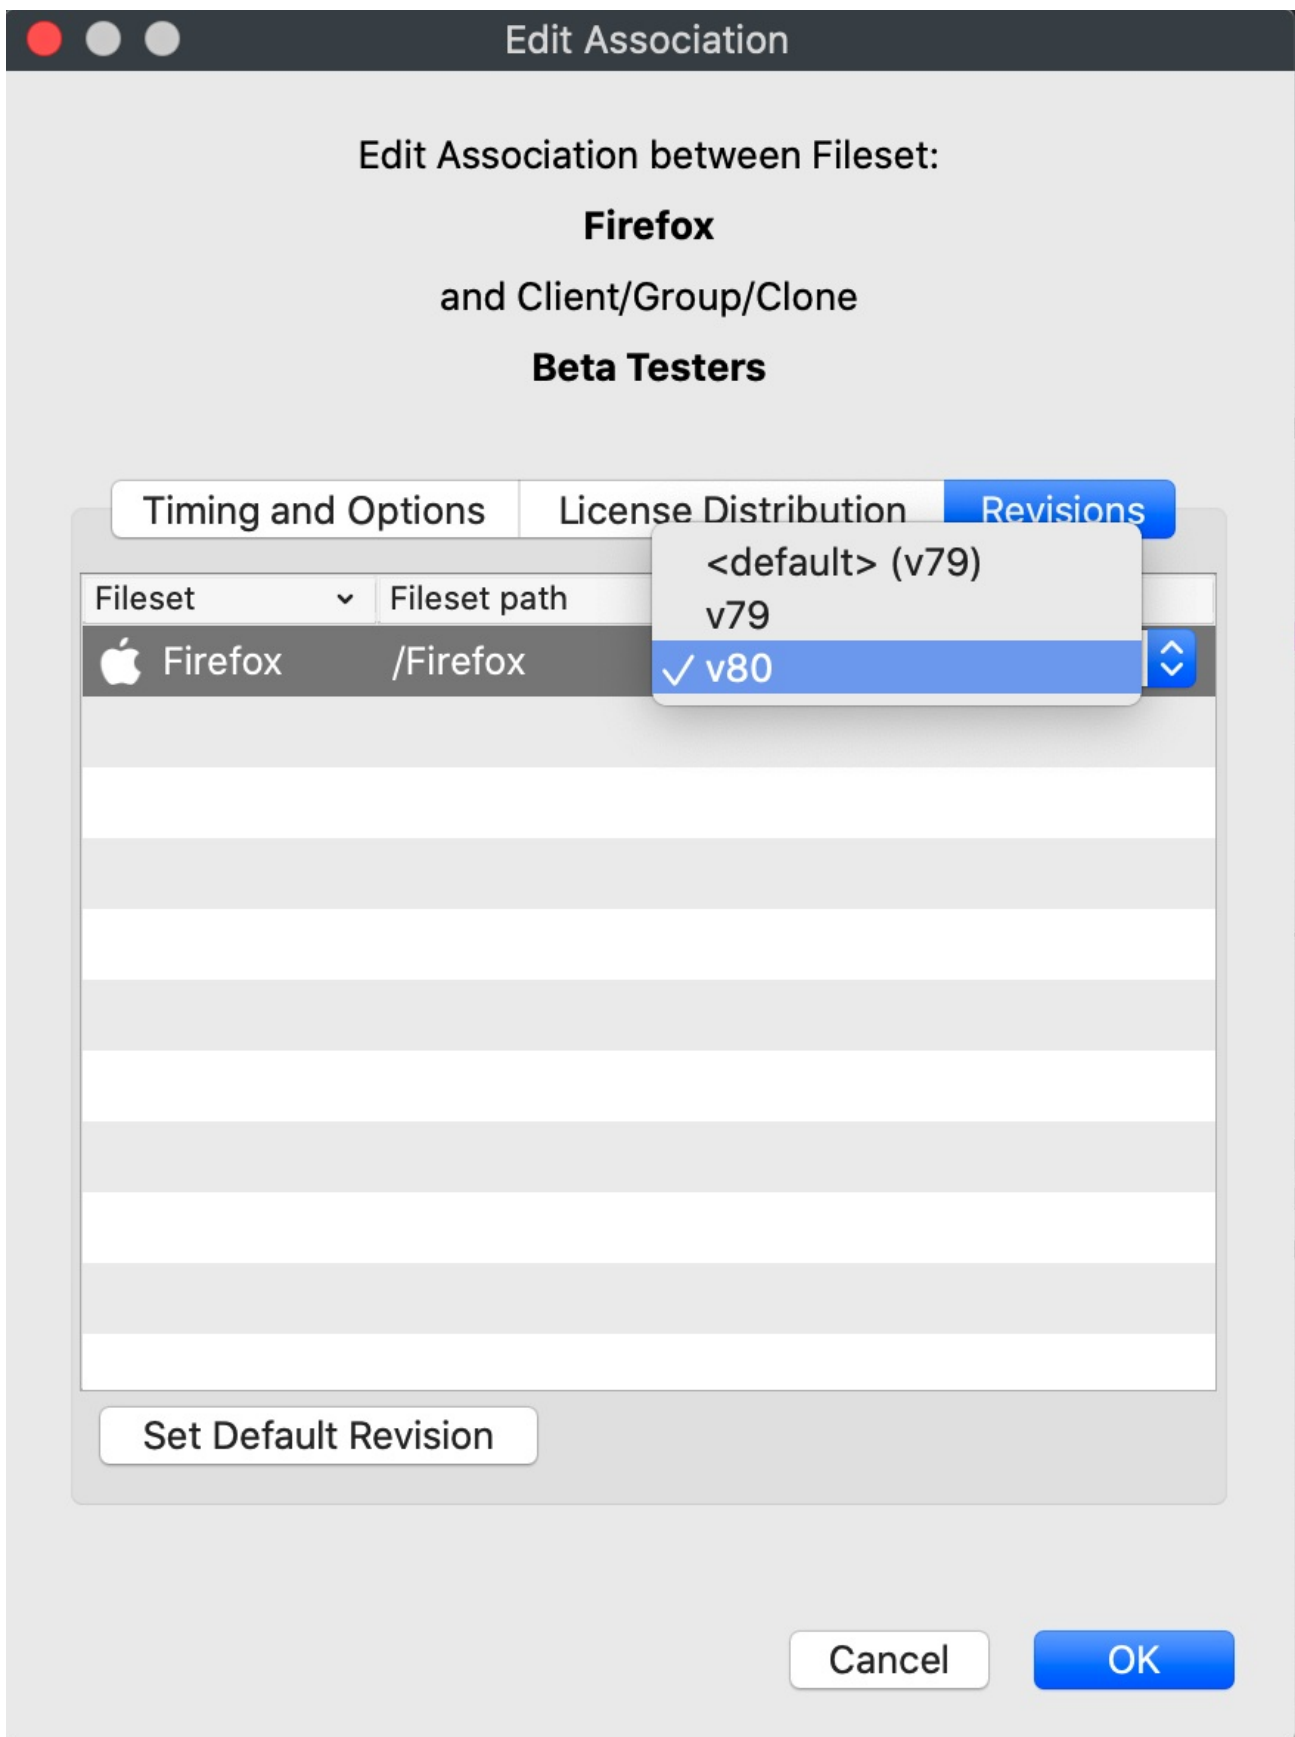 Edit Association
Edit Association between Fileset:
Firefox
and Client/Group/Clone
Beta Testers
Timing and Options License Distribution Revisions
<default> (v79)
Fileset Fileset path
v79
Firefox /Firefox
✓ v80
Set Default Revision
Cancel OK